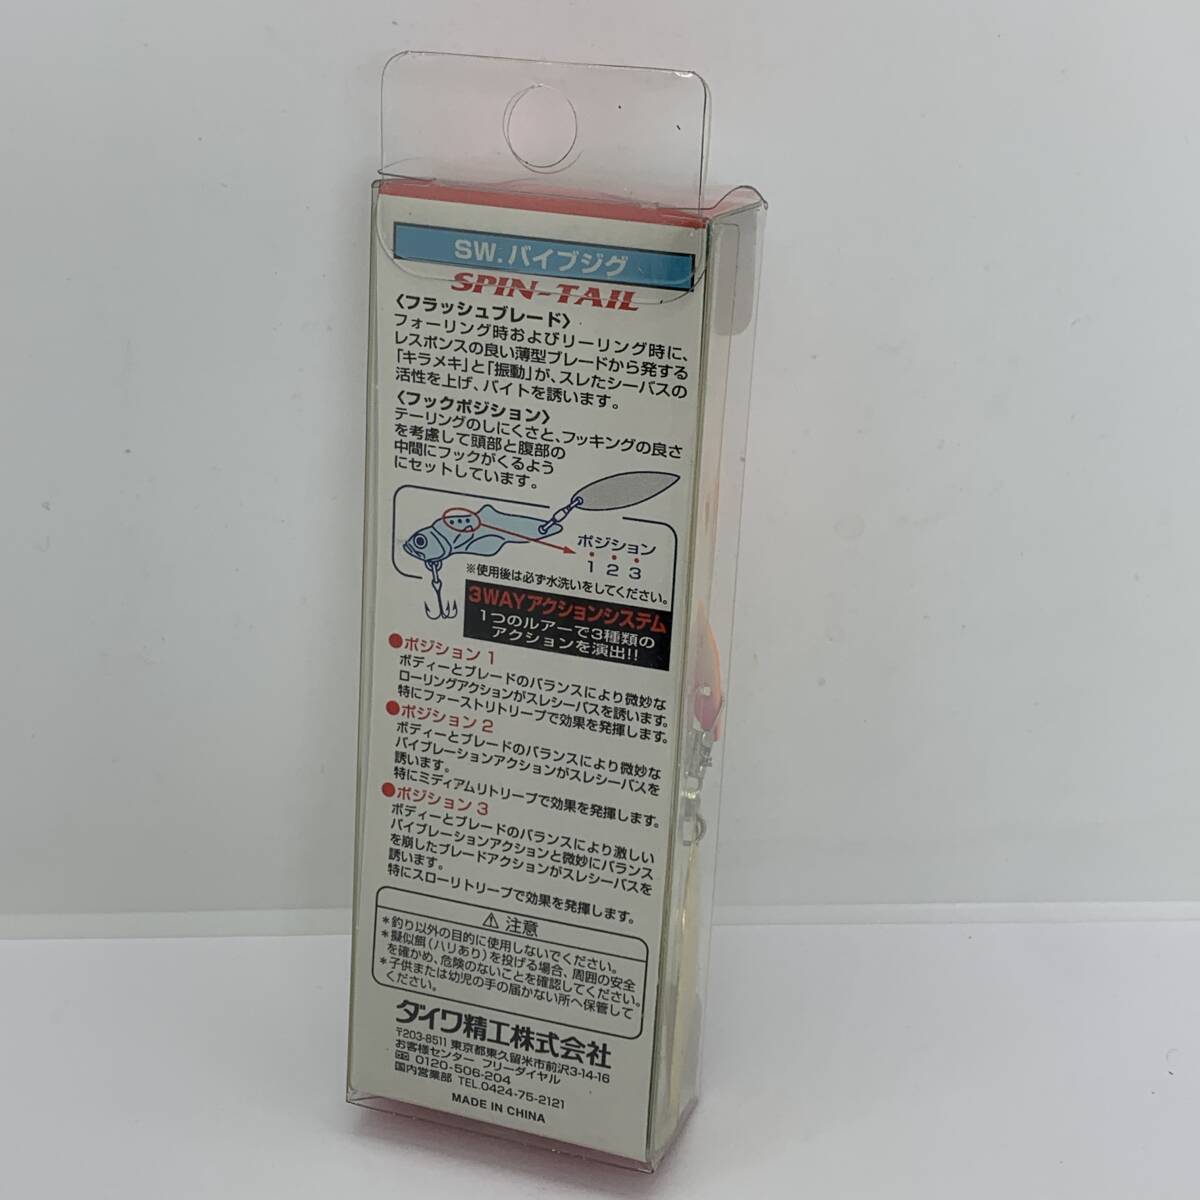 SW.バイブジグ
SPIN-TAIL
〈フラッシュブレード〉
フォーリング時およびリーリング時に、
レスポンスの良い薄型ブレードから発する
「キラメキ」と「振動」が、スレたシーバスの
活性を上げ、バイトを誘います。
〈フックポジション〉
テーリングのしにくさと、フッキングの良さ
を考慮して頭部と腹部の
中間にフックがくるよう
にセットしています。
ポジション
1 2 3
※使用後は必ず水洗いをしてください。
3WAYアクションシステム
1つのルアーで3種類の
アクションを演出!!
●ポジション1
ボディーとブレードのバランスにより微妙な
ローリングアクションがスレシーバスを誘います。
特にファーストリトリーブで効果を発揮します。
●ポジション2
ボディーとブレードのバランスにより微妙な
バイブレーションアクションがスレシーバスを
誘います。
特にミディアムリトリーブで効果を発揮します。
●ポジション3
ボディーとブレードのバランスにより激しい
バイブレーションアクションと微妙にバランス
を崩したブレードアクションがスレシーバスを
誘います。
特にスローリトリーブで効果を発揮します。
⚠注意
*釣り以外の目的に使用しないでください。
*擬似餌(ハリあり)を投げる場合、周囲の安全
を確かめ、危険のないことを確認してください。
*子供または幼児の手の届かない所へ保管して
ください。
ダイワ精工株式会社
〒203-8511 東京都東久留米市前沢3-14-16
お客様センター フリーダイヤル
0120-506-204
国内営業部 TEL.0424-75-2121
MADE IN CHINA